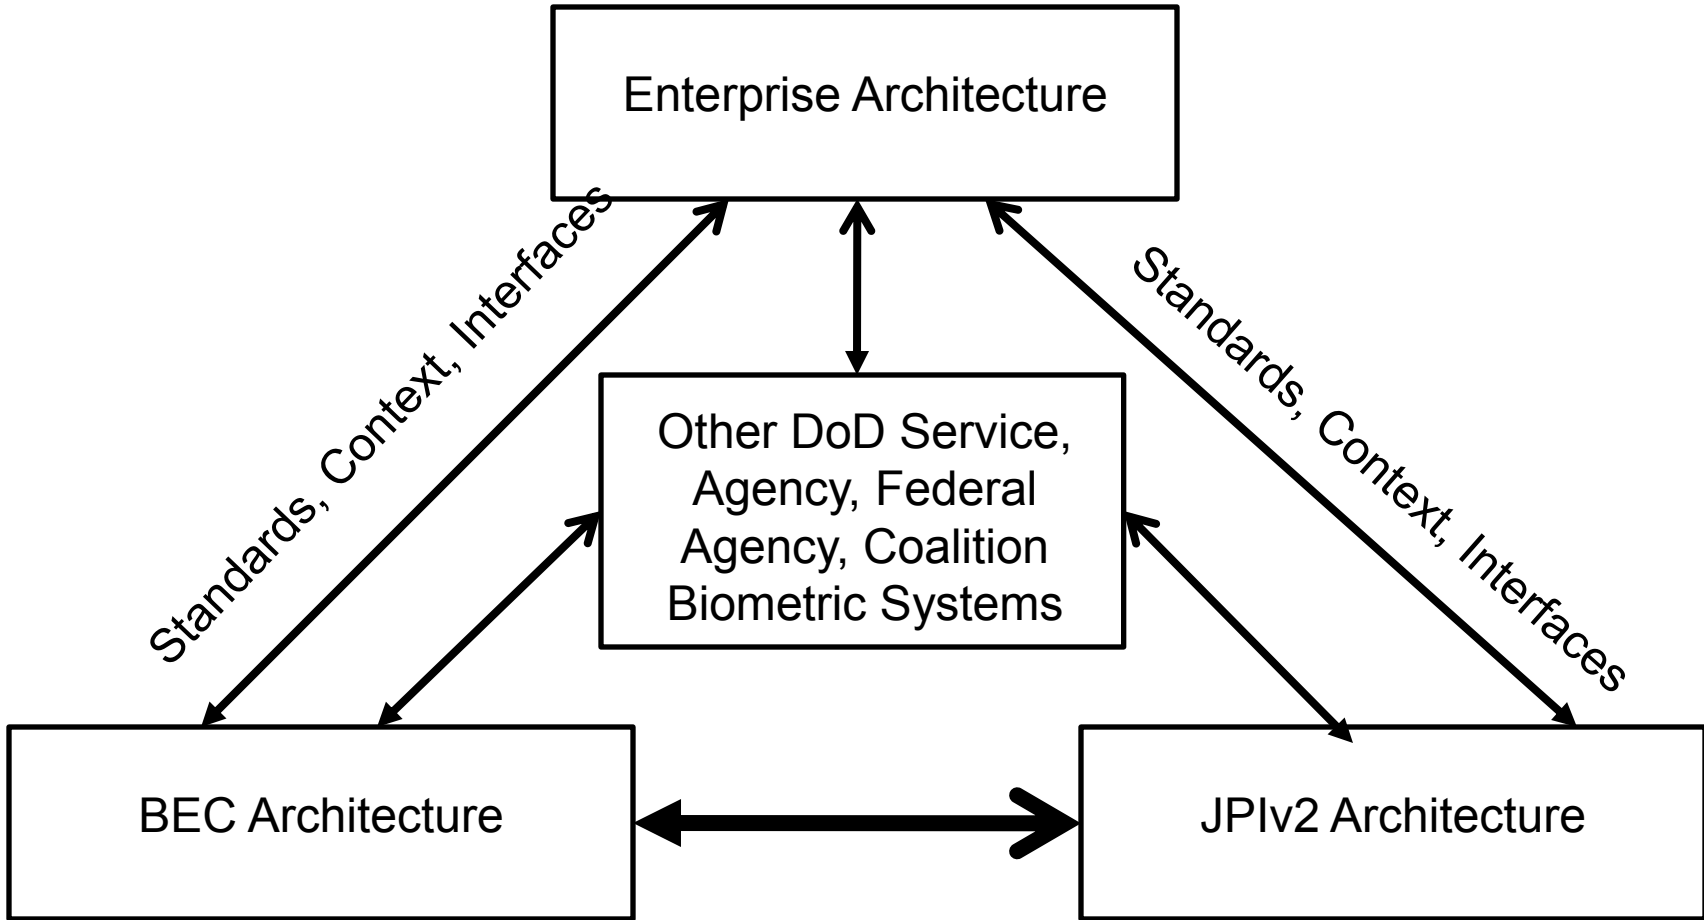 Enterprise Architecture
Standards, Context, Interfaces
Standards, Context, Interfaces
Other DoD Service,
Agency, Federal
Agency, Coalition
Biometric Systems
BEC Architecture
JPIv2 Architecture